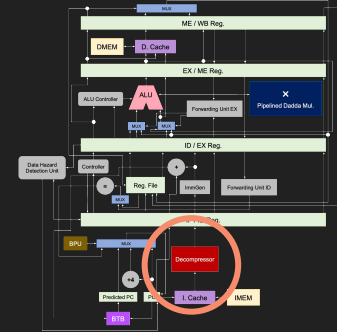 MUX
ME / WB Reg.
DMEM
D. Cache
EX / ME Reg.
ALU Controller
ALU
Forwarding Unit EX
×
Pipelined Dadda Mul.
MUX
MUX
ID / EX Reg.
Data Hazard
Detection Unit
Controller
+
=
Reg. File
ImmGen
Forwarding Unit ID
MUX
Reg.
BPU
MUX
Decompressor
+4
Predicted PC
I. Cache
IMEM
BTB